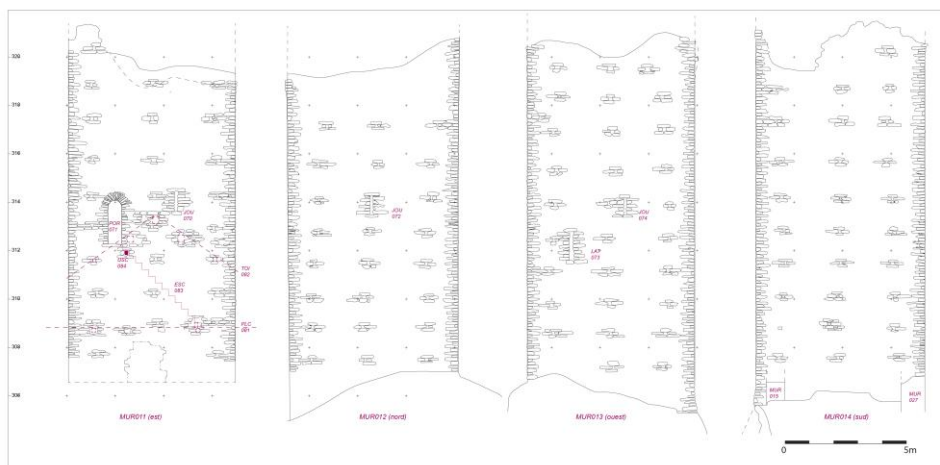 320
318
316
314
312
310
308
306
POR
071
JOU
070
084
ESC
083
TOI
082
PLC
081
JOU
072
JOU
074
073
MUR
015
MUR
027
MUR011 (est)
MUR012 (nord)
MUR013 (ouest)
MUR014 (sud)
0
5m